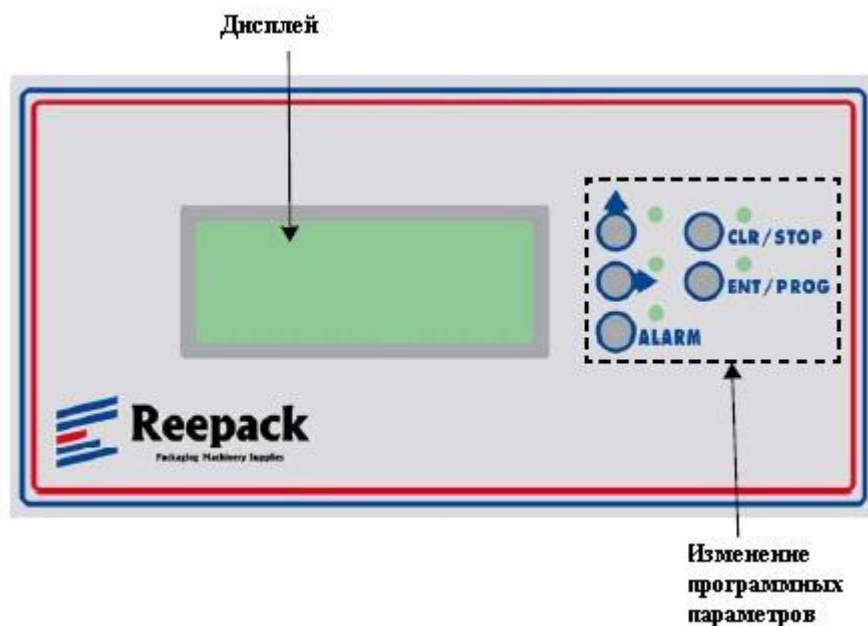 Дисплей
CLR/STOP
ENT/PROG
ALARM
Reepack
Packaging Machinery Supplies
Изменение
программных
параметров